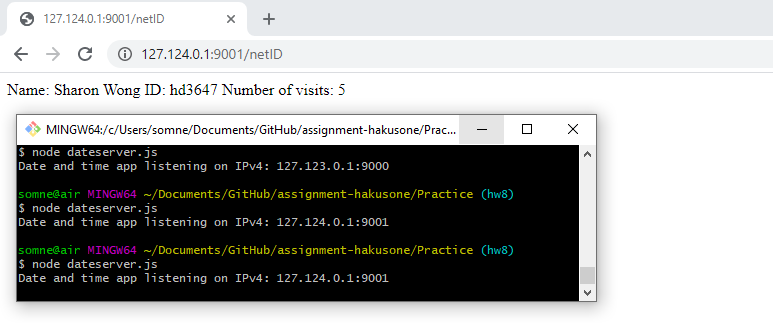 127.124.0.1:9001/netID
127.124.0.1:9001/netID
Name: Sharon Wong ID: hd3647 Number of visits: 5
MINGW64:/c/Users/somne/Documents/GitHub/assignment-hakusone/Prac...
$ node dateserver.js
Date and time app listening on IPv4: 127.123.0.1:9000
somne@air MINGW64 ~/Documents/GitHub/assignment-hakusone/Practice (hw8)
$ node dateserver.js
Date and time app listening on IPv4: 127.124.0.1:9001
somne@air MINGW64 ~/Documents/GitHub/assignment-hakusone/Practice (hw8)
$ node dateserver.js
Date and time app listening on IPv4: 127.124.0.1:9001